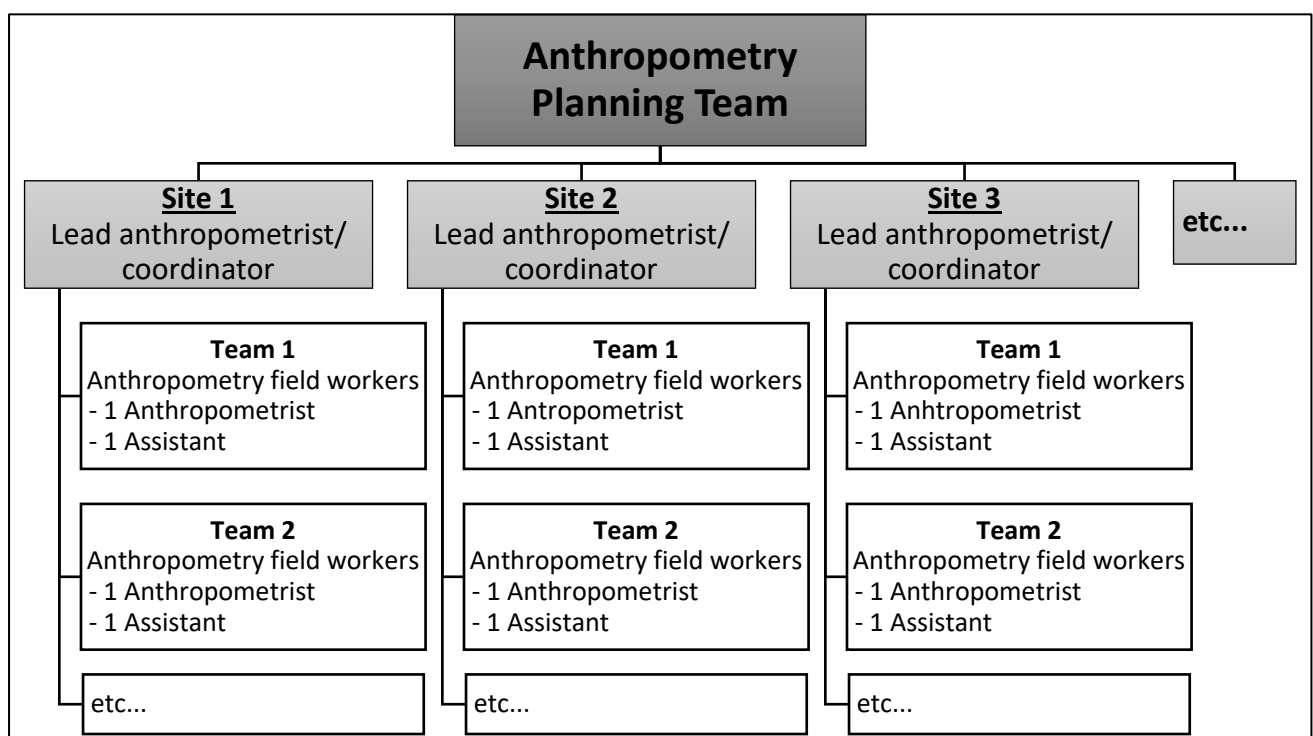 Anthropometry
Planning Team
Site 1
Lead anthropometrist/
coordinator
Site 2
Lead anthropometrist/
coordinator
Site 3
Lead anthropometrist/
coordinator
etc...
Team 1
Anthropometry field workers
- 1 Anthropometrist
- 1 Assistant
Team 1
Anthropometry field workers
- 1 Antropometrist
- 1 Assistant
Team 1
Anthropometry field workers
- 1 Anhtropometrist
- 1 Assistant
Team 2
Anthropometry field workers
- 1 Anthropometrist
- 1 Assistant
Team 2
Anthropometry field workers
- 1 Anthropometrist
- 1 Assistant
Team 2
Anthropometry field workers
- 1 Anthropometrist
- 1 Assistant
etc...
etc...
etc...